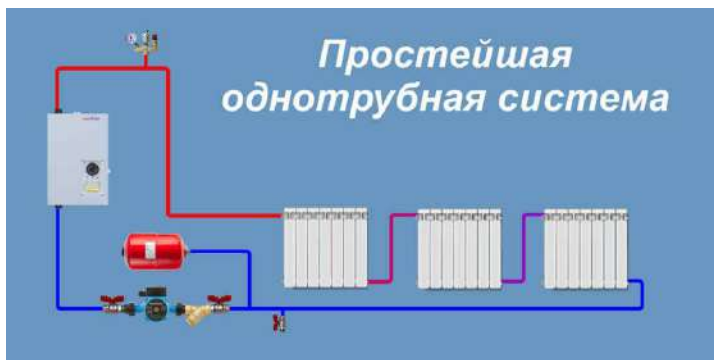 Простейшая
однотрубная система